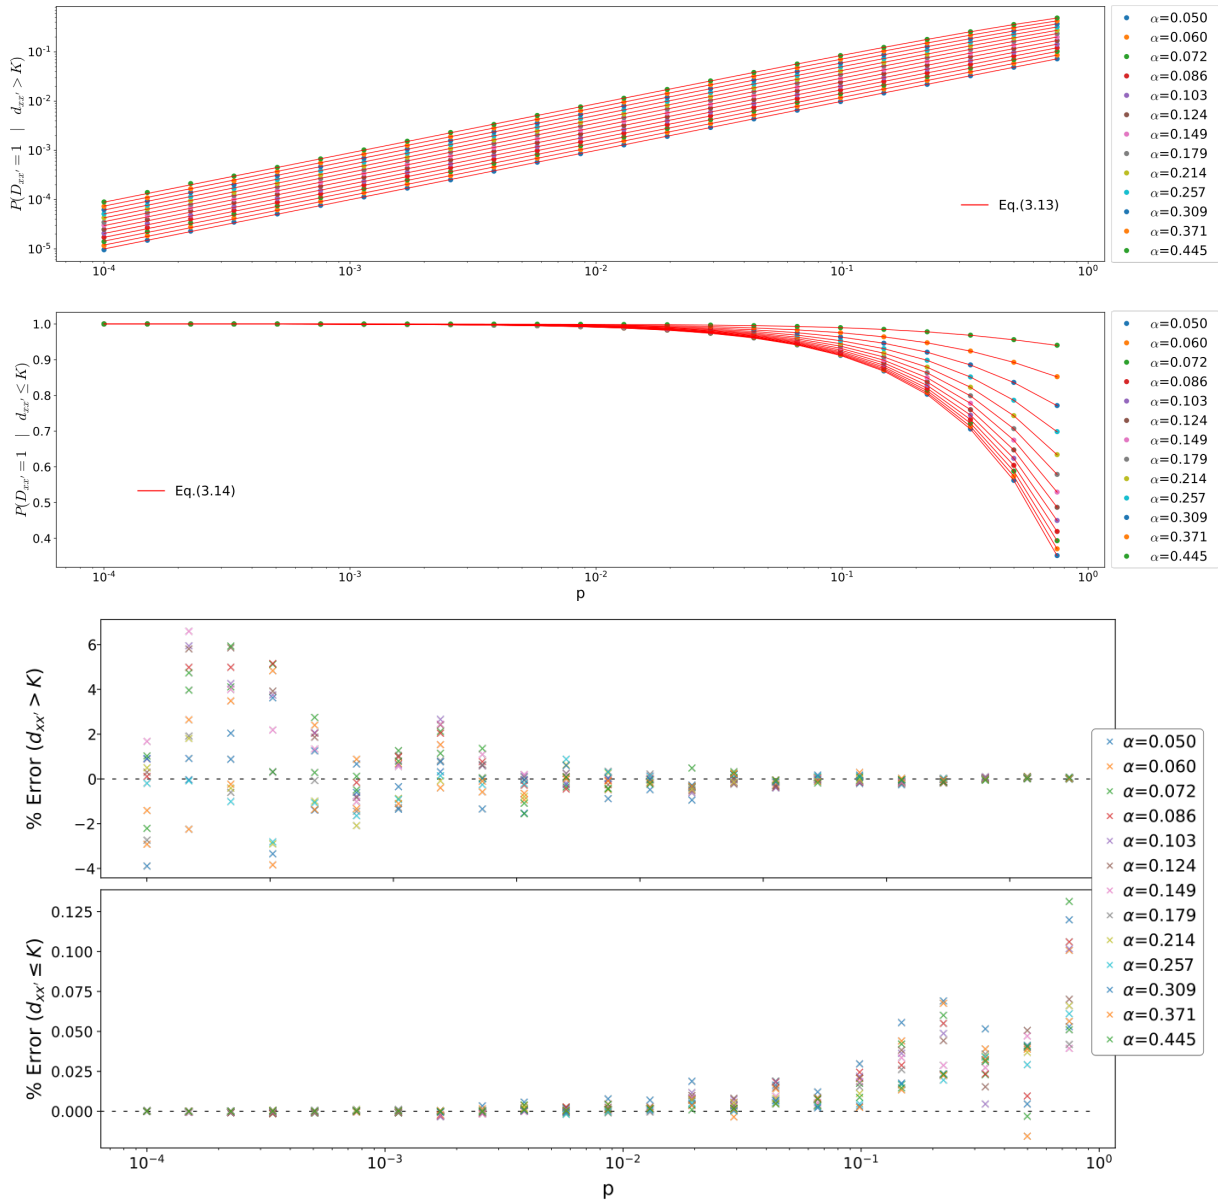 P(D_{xx'} = 1 | d_{xx'} > K)
10^{-1}
10^{-2}
10^{-3}
10^{-4}
10^{-5}
Eq.(3.13)
10^{-4} 10^{-3} 10^{-2} 10^{-1} 10^{0}
α=0.050
α=0.060
α=0.072
α=0.086
α=0.103
α=0.124
α=0.149
α=0.179
α=0.214
α=0.257
α=0.309
α=0.371
α=0.445
P(D_{xx'} = 1 | d_{xx'} ≤ K)
1.0
0.9
0.8
0.7
0.6
0.5
0.4
Eq.(3.14)
10^{-4} 10^{-3} 10^{-2} 10^{-1} 10^{0}
p
α=0.050
α=0.060
α=0.072
α=0.086
α=0.103
α=0.124
α=0.149
α=0.179
α=0.214
α=0.257
α=0.309
α=0.371
α=0.445
% Error (d_{xx'} > K)
6
4
2
0
−2
−4
% Error (d_{xx'} ≤ K)
0.125
0.100
0.075
0.050
0.025
0.000
10^{-4} 10^{-3} 10^{-2} 10^{-1} 10^{0}
p
α=0.050
α=0.060
α=0.072
α=0.086
α=0.103
α=0.124
α=0.149
α=0.179
α=0.214
α=0.257
α=0.309
α=0.371
α=0.445